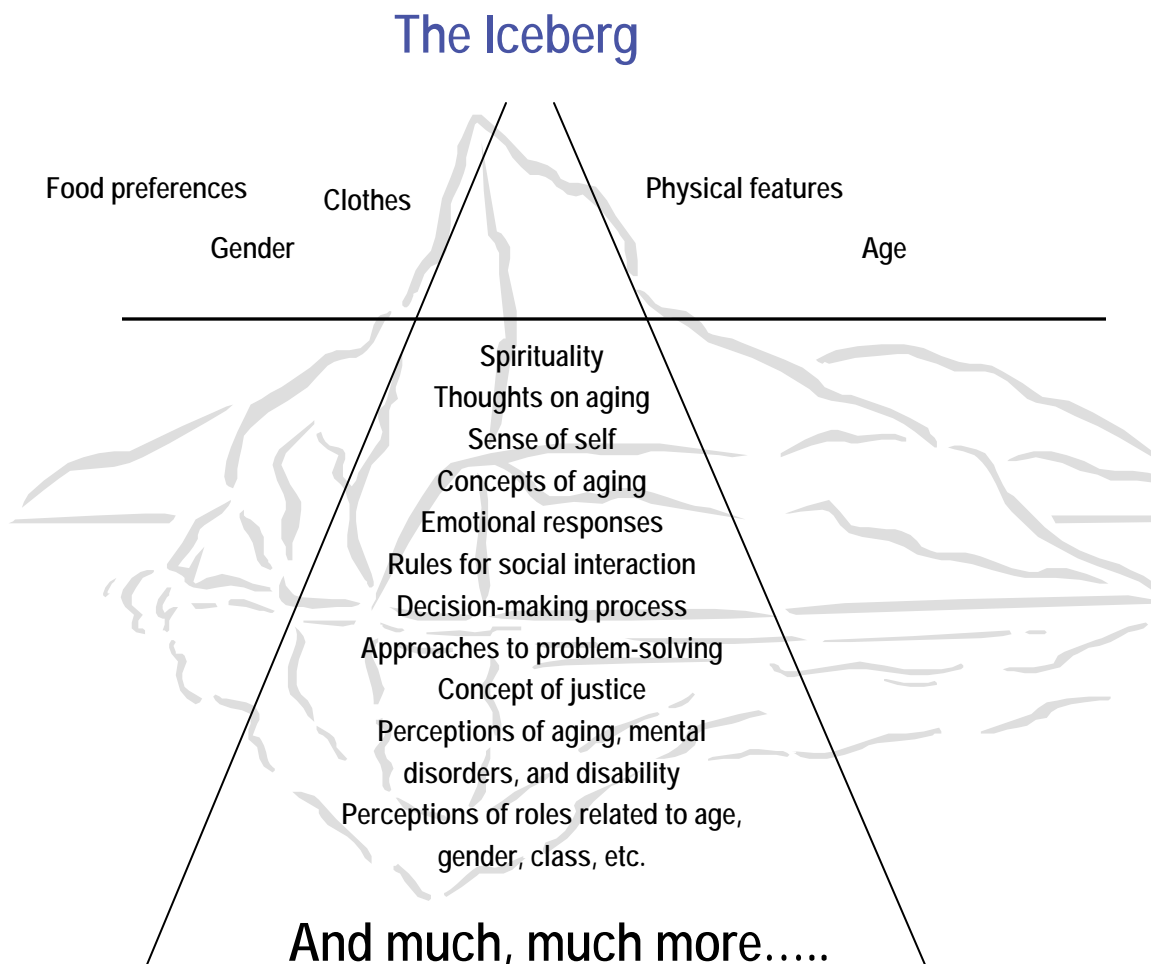 The Iceberg
Food preferences
Clothes
Physical features
Gender
Age
Spirituality
Thoughts on aging
Sense of self
Concepts of aging
Emotional responses
Rules for social interaction
Decision-making process
Approaches to problem-solving
Concept of justice
Perceptions of aging, mental
disorders, and disability
Perceptions of roles related to age,
gender, class, etc.
And much, much more…..